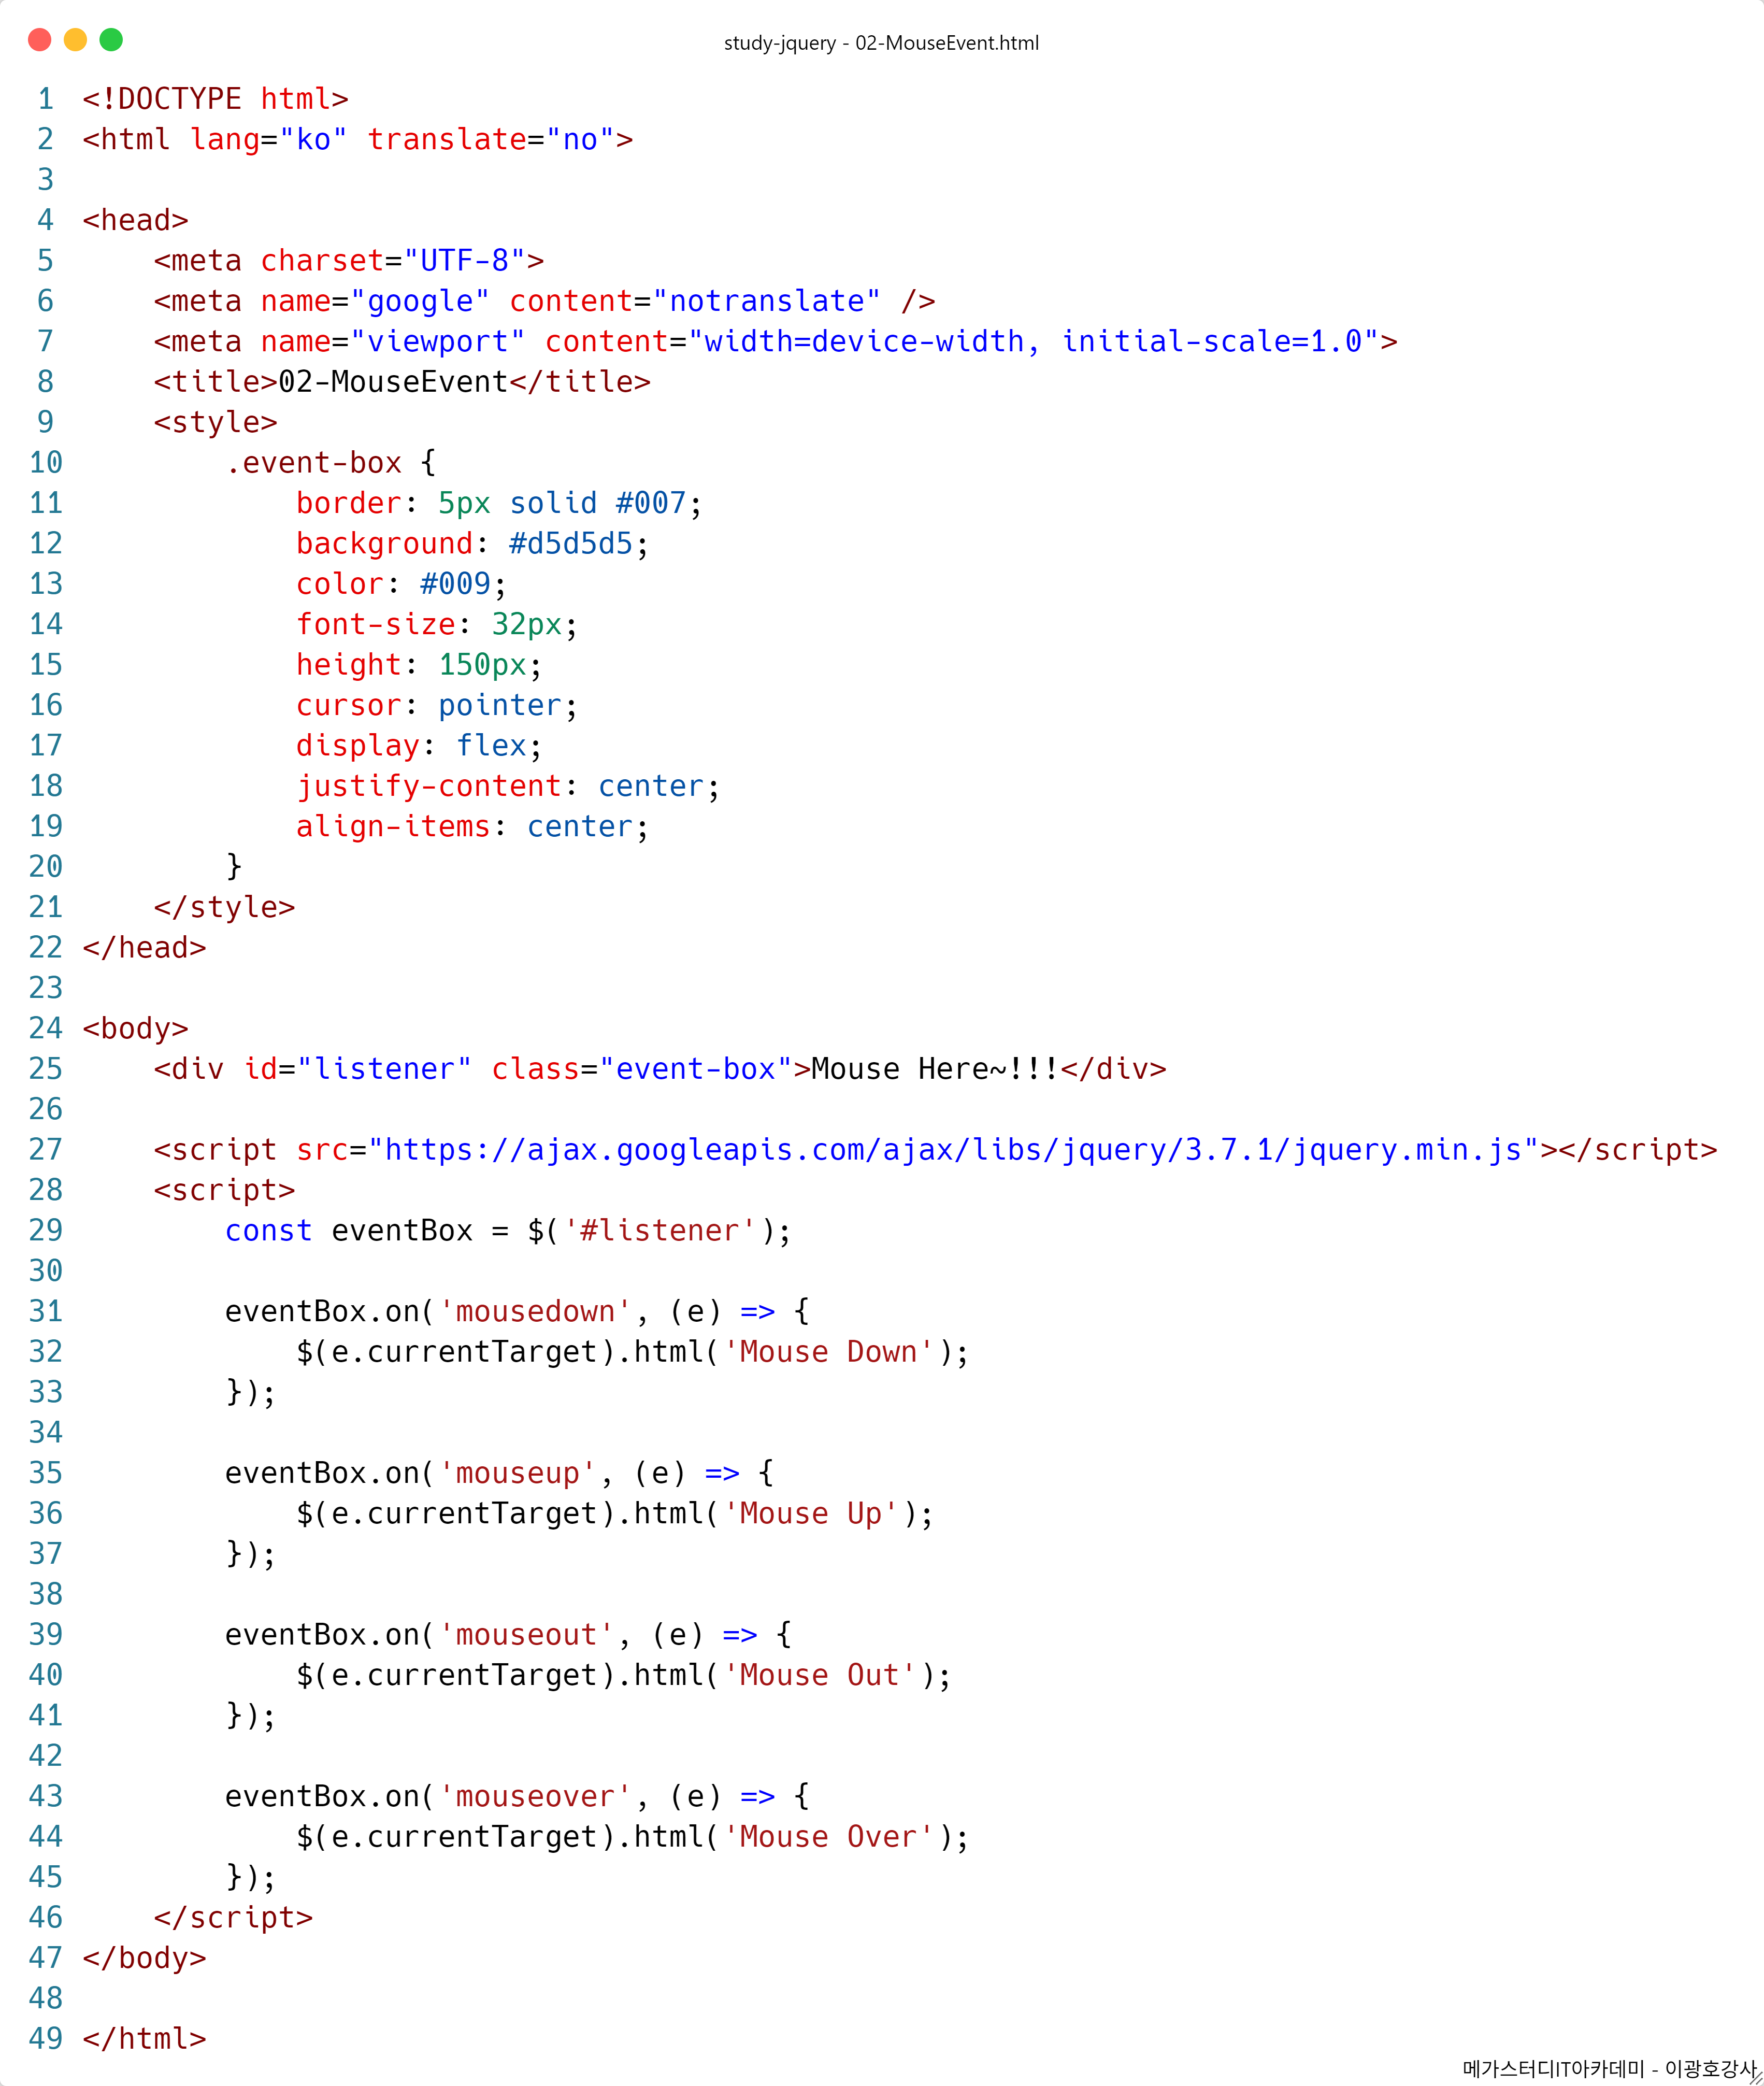 study-jquery - 02-MouseEvent.html
1 <!DOCTYPE html>
2 <html lang="ko" translate="no">
3
4 <head>
5     <meta charset="UTF-8">
6     <meta name="google" content="notranslate" />
7     <meta name="viewport" content="width=device-width, initial-scale=1.0">
8     <title>02-MouseEvent</title>
9     <style>
10         .event-box {
11             border: 5px solid #007;
12             background: #d5d5d5;
13             color: #009;
14             font-size: 32px;
15             height: 150px;
16             cursor: pointer;
17             display: flex;
18             justify-content: center;
19             align-items: center;
20         }
21     </style>
22 </head>
23
24 <body>
25     <div id="listener" class="event-box">Mouse Here~!!!</div>
26
27     <script src="https://ajax.googleapis.com/ajax/libs/jquery/3.7.1/jquery.min.js"></script>
28     <script>
29         const eventBox = $('#listener');
30
31         eventBox.on('mousedown', (e) => {
32             $(e.currentTarget).html('Mouse Down');
33         });
34
35         eventBox.on('mouseup', (e) => {
36             $(e.currentTarget).html('Mouse Up');
37         });
38
39         eventBox.on('mouseout', (e) => {
40             $(e.currentTarget).html('Mouse Out');
41         });
42
43         eventBox.on('mouseover', (e) => {
44             $(e.currentTarget).html('Mouse Over');
45         });
46     </script>
47 </body>
48
49 </html>
메가스터디IT아카데미 - 이광호강사